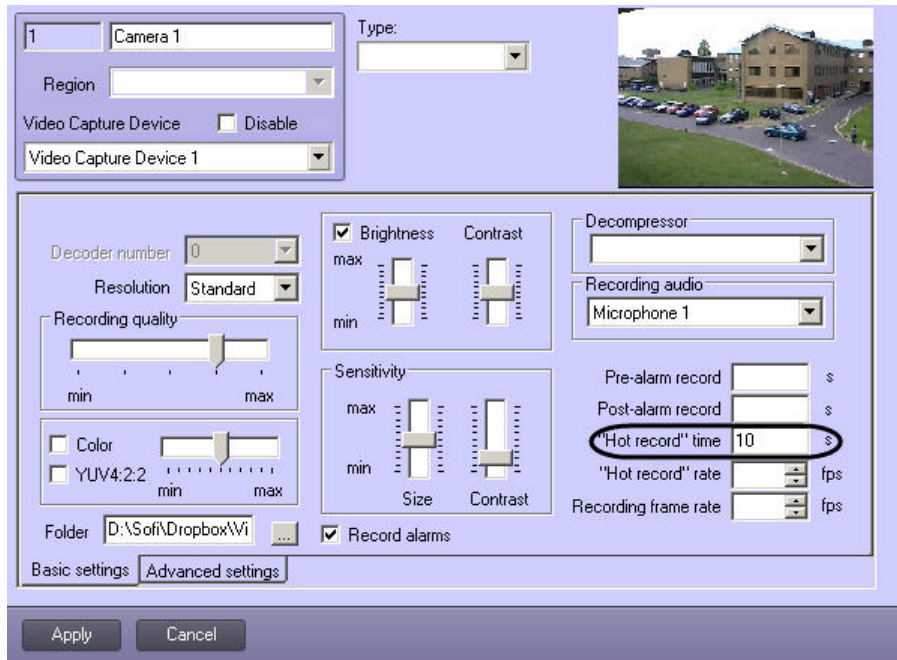 1
Camera 1
Type:
Region
Video Capture Device
Disable
Video Capture Device 1
Decoder number
0
Resolution
Standard
Recording quality
min
max
Color
YUV4:2:2
min
max
Folder
D:\Sofi\Dropbox\Vi
...
Brightness
Contrast
max
min
Sensitivity
max
min
Size
Contrast
Record alarms
Decompressor
Recording audio
Microphone 1
Pre-alarm record
s
Post-alarm record
s
"Hot record" time
10
s
"Hot record" rate
fps
Recording frame rate
fps
Basic settings
Advanced settings
Apply
Cancel